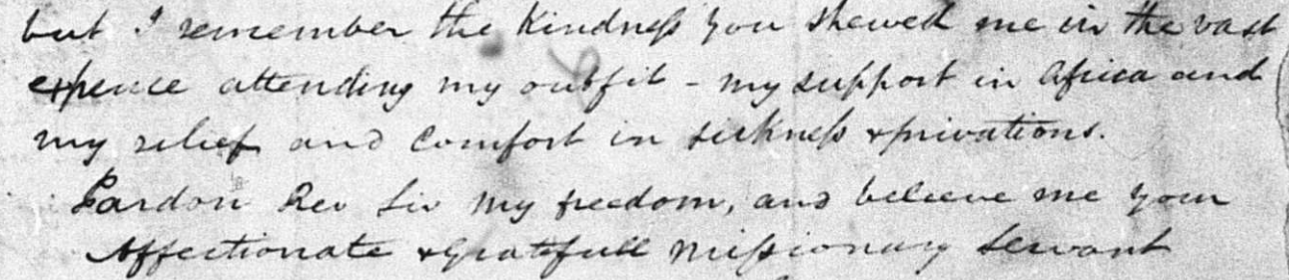 but I remember the kindness you shewed me in the vast
expence attending my outfit - my support in Africa and
my relief and comfort in sickness & privations.
Pardon Rev Sir my freedom, and believe me your
Affectionate & Gratefull Missionary Servant